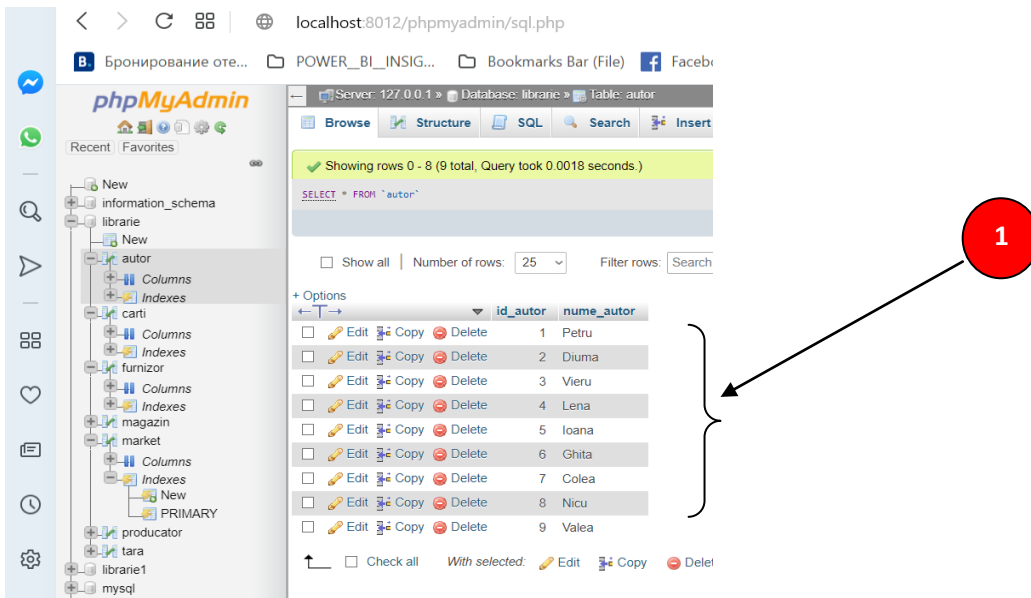 localhost:8012/phpmyadmin/sql.php
B. Бронирование оте... POWER__BI__INSIG... Bookmarks Bar (File) f Facebo
phpMyAdmin
Recent Favorites
New
information_schema
librarie
New
autor
Columns
Indexes
carti
Columns
Indexes
furnizor
Columns
Indexes
magazin
market
Columns
Indexes
New
PRIMARY
producator
tara
librarie1
mysql
Server: 127.0.0.1 » Database: librarie » Table: autor
Browse Structure SQL Search Insert
Showing rows 0 - 8 (9 total, Query took 0.0018 seconds.)
SELECT * FROM `autor`
Show all | Number of rows: 25 Filter rows: Search
+ Options
←T→ id_autor nume_autor
Edit Copy Delete 1 Petru
Edit Copy Delete 2 Diuma
Edit Copy Delete 3 Vieru
Edit Copy Delete 4 Lena
Edit Copy Delete 5 Ioana
Edit Copy Delete 6 Ghita
Edit Copy Delete 7 Colea
Edit Copy Delete 8 Nicu
Edit Copy Delete 9 Valea
Check all With selected: Edit Copy Delet
1